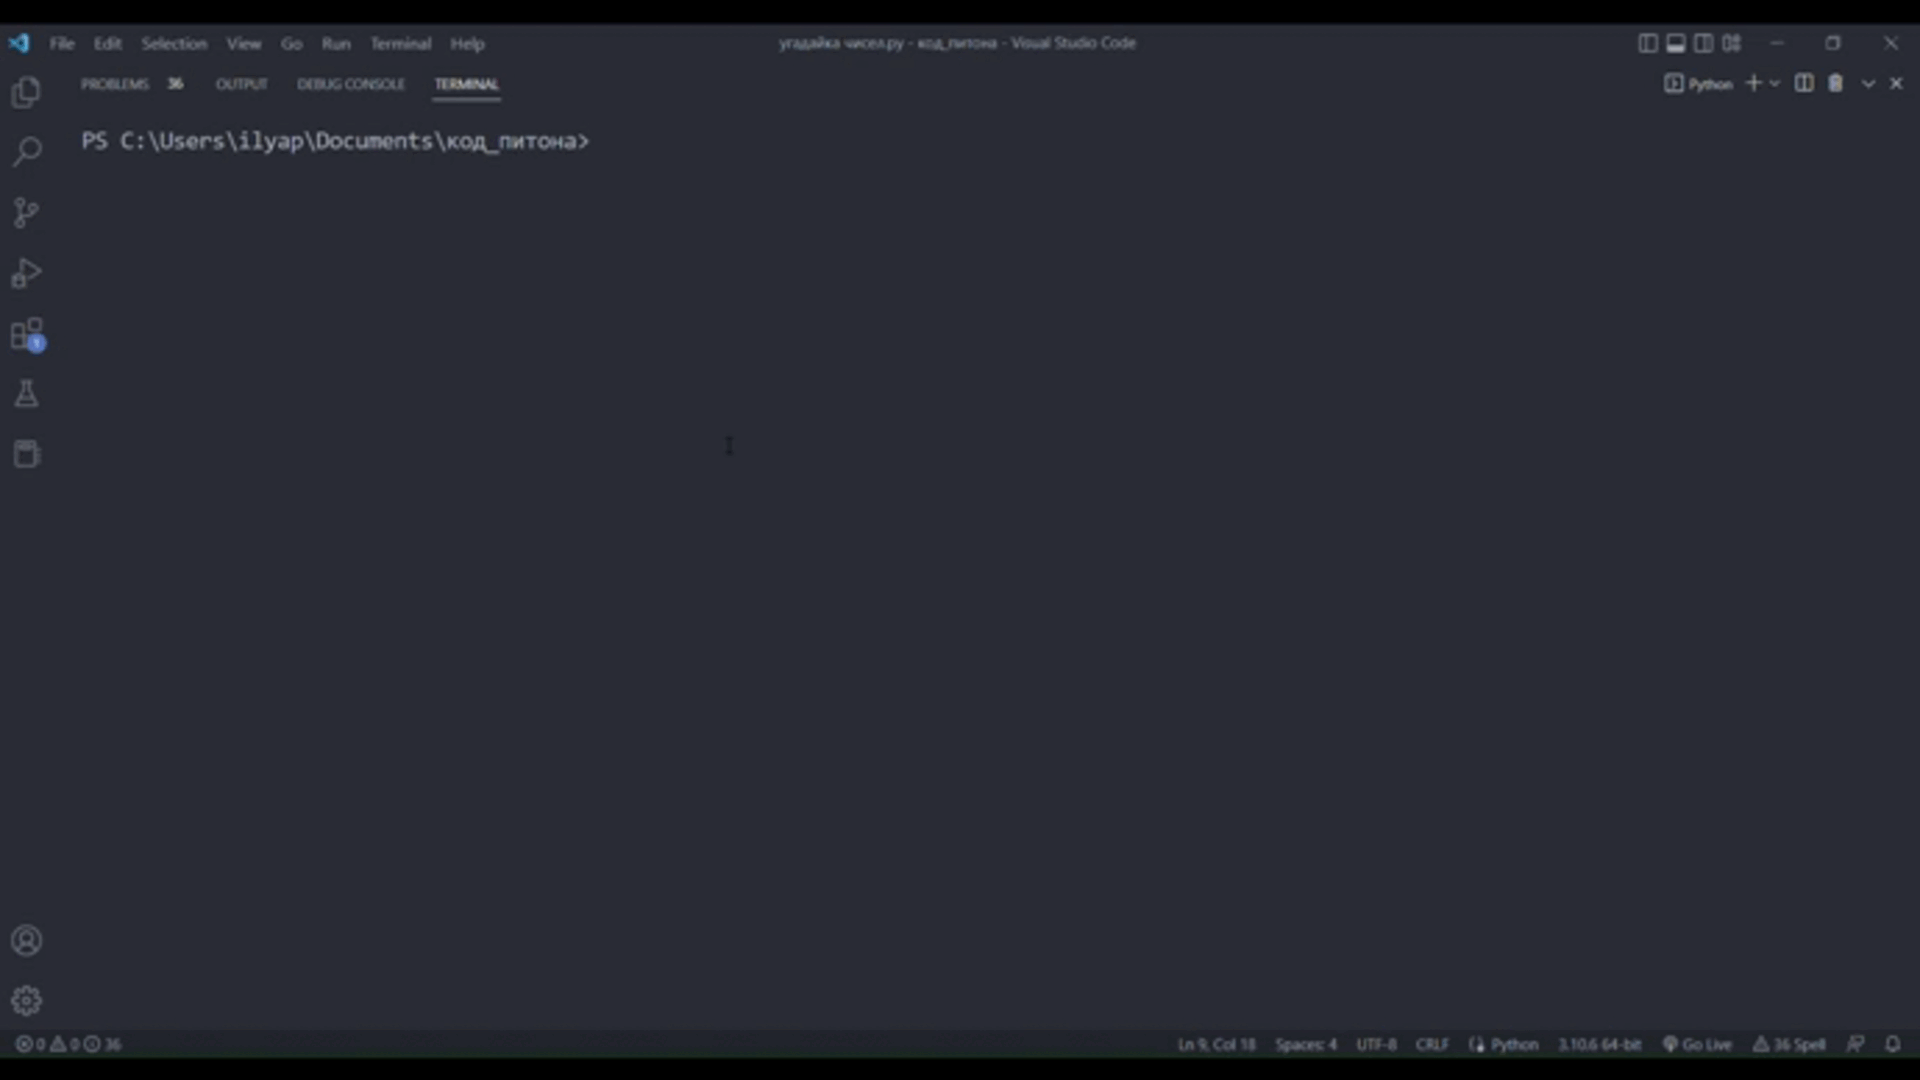 File Edit Selection View Go Run Terminal Help угадайка чисел.py - код_питона - Visual Studio Code
PROBLEMS 36 OUTPUT DEBUG CONSOLE TERMINAL Python
PS C:\Users\ilyap\Documents\код_питона>
1
0 0 36 Ln 9, Col 18 Spaces: 4 UTF-8 CRLF Python 3.10.6 64-bit Go Live 36 Spell